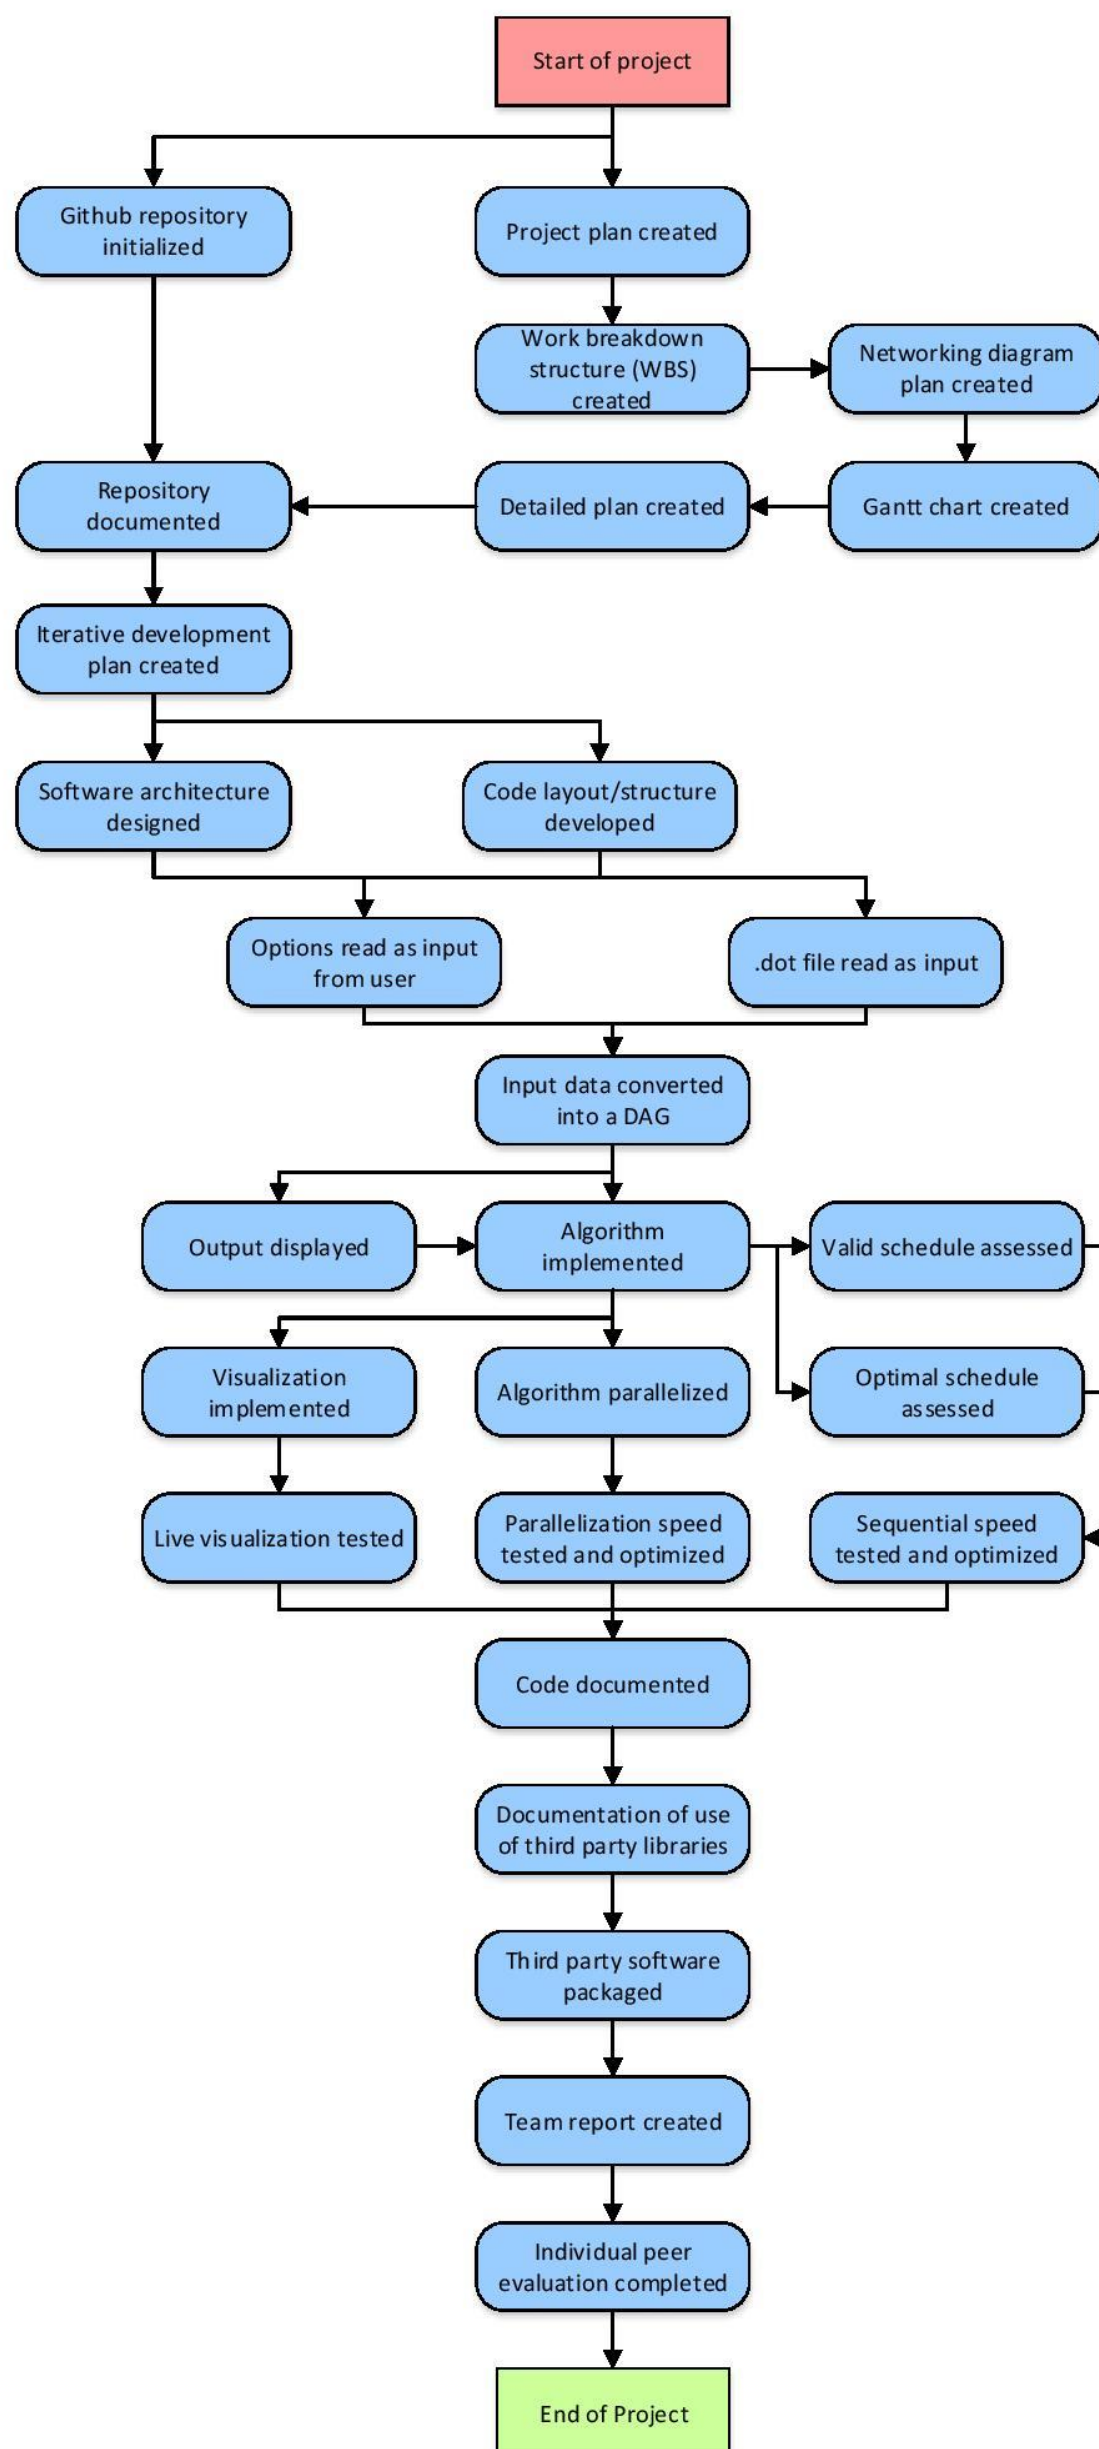 Start of project
Github repository
initialized
Project plan created
Work breakdown
structure (WBS)
created
Networking diagram
plan created
Repository
documented
Detailed plan created
Gantt chart created
Iterative development
plan created
Software architecture
designed
Code layout/structure
developed
Options read as input
from user
.dot file read as input
Input data converted
into a DAG
Output displayed
Algorithm
implemented
Valid schedule assessed
Visualization
implemented
Algorithm parallelized
Optimal schedule
assessed
Live visualization tested
Parallelization speed
tested and optimized
Sequential speed
tested and optimized
Code documented
Documentation of use
of third party libraries
Third party software
packaged
Team report created
Individual peer
evaluation completed
End of Project